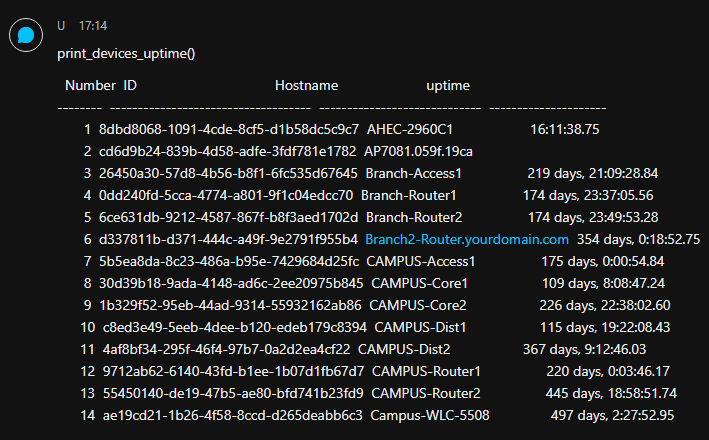 U 17:14
print_devices_uptime()
Number ID Hostname uptime
-------- ------------------------------------ ---------------------------- --------------------
1 8dbd8068-1091-4cde-8cf5-d1b58dc5c9c7 AHEC-2960C1 16:11:38.75
2 cd6d9b24-839b-4d58-adfe-3fdf781e1782 AP7081.059f.19ca
3 26450a30-57d8-4b56-b8f1-6fc535d67645 Branch-Access1 219 days, 21:09:28.84
4 0dd240fd-5cca-4774-a801-9f1c04edcc70 Branch-Router1 174 days, 23:37:05.56
5 6ce631db-9212-4587-867f-b8f3aed1702d Branch-Router2 174 days, 23:49:53.28
6 d337811b-d371-444c-a49f-9e2791f955b4 Branch2-Router.yourdomain.com 354 days, 0:18:52.75
7 5b5ea8da-8c23-486a-b95e-7429684d25fc CAMPUS-Access1 175 days, 0:00:54.84
8 30d39b18-9ada-4148-ad6c-2ee20975b845 CAMPUS-Core1 109 days, 8:08:47.24
9 1b329f52-95eb-44ad-9314-55932162ab86 CAMPUS-Core2 226 days, 22:38:02.60
10 c8ed3e49-5eeb-4dee-b120-edeb179c8394 CAMPUS-Dist1 115 days, 19:22:08.43
11 4af8bf34-295f-46f4-97b7-0a2d2ea4cf22 CAMPUS-Dist2 367 days, 9:12:46.03
12 9712ab62-6140-43fd-b1ee-1b07d1fb67d7 CAMPUS-Router1 220 days, 0:03:46.17
13 55450140-de19-47b5-ae80-bfd741b23fd9 CAMPUS-Router2 445 days, 18:58:51.74
14 ae19cd21-1b26-4f58-8ccd-d265deabb6c3 Campus-WLC-5508 497 days, 2:27:52.95